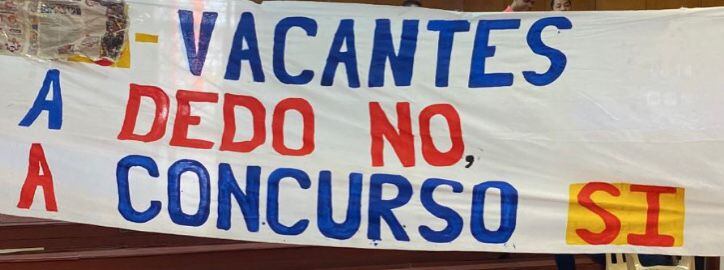 - VACANTES
A DEDO NO,
A CONCURSO SI